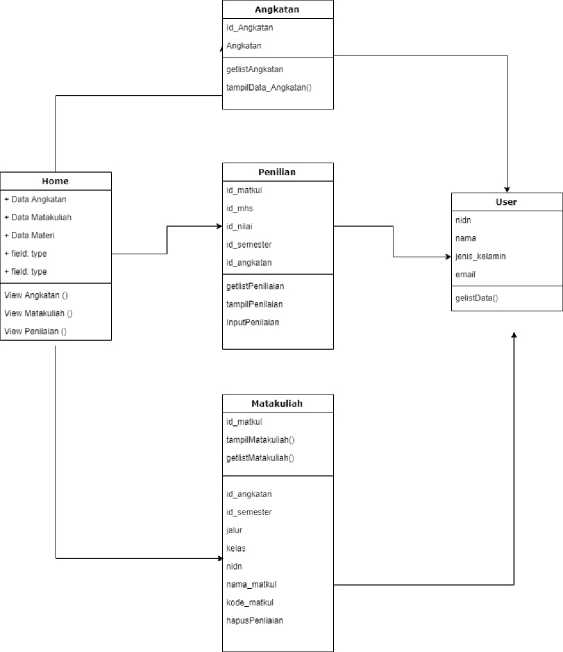 Angkatan
id_Angkatan
Angkatan
getlistAngkatan
tampilData_Angkatan()
Home
+ Data Angkatan
+ Data Matakuliah
+ Data Materi
+ field: type
+ field: type
View Angkatan ()
View Matakuliah ()
View Penilaian ()
Penilian
id_matkul
id_mhs
id_nilai
id_semester
id_angkatan
getlistPenilaian
tampilPenilaian
InputPenilaian
User
nidn
nama
jenis_kelamin
email
gelistData()
Matakuliah
id_matkul
tampilMatakuliah()
getlistMatakuliah()
id_angkatan
id_semester
jalur
kelas
nidn
nama_matkul
kode_matkul
hapusPenilaian